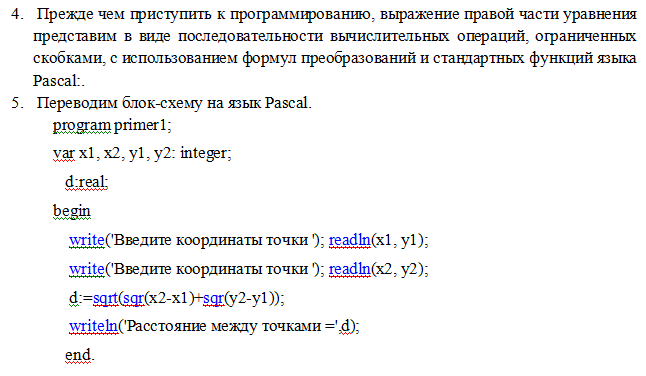 4. Прежде чем приступить к программированию, выражение правой части уравнения
представим в виде последовательности вычислительных операций, ограниченных
скобками, с использованием формул преобразований и стандартных функций языка
Pascal:.
5. Переводим блок-схему на язык Pascal.
program primer1;
var x1, x2, y1, y2: integer;
d:real;
begin
write('Введите координаты точки '); readln(x1, y1);
write('Введите координаты точки '); readln(x2, y2);
d:=sqrt(sqr(x2-x1)+sqr(y2-y1));
writeln('Расстояние между точками =',d);
end.